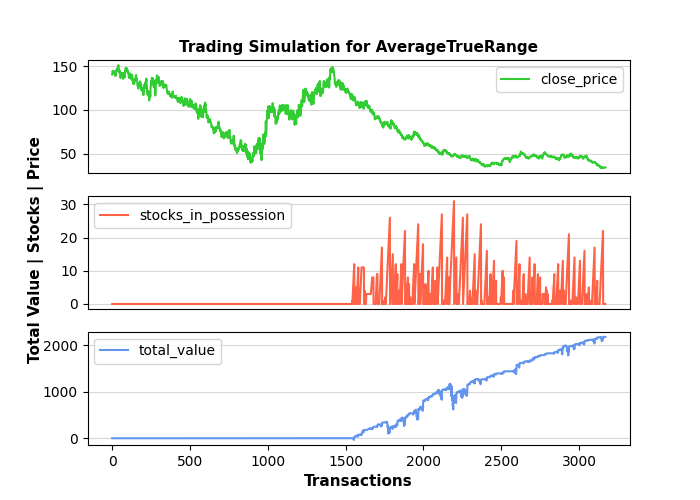 Trading Simulation for AverageTrueRange
150
100
50
close_price
30
20
10
0
stocks_in_possession
2000
1000
0
total_value
0 500 1000 1500 2000 2500 3000
Transactions
Total Value | Stocks | Price